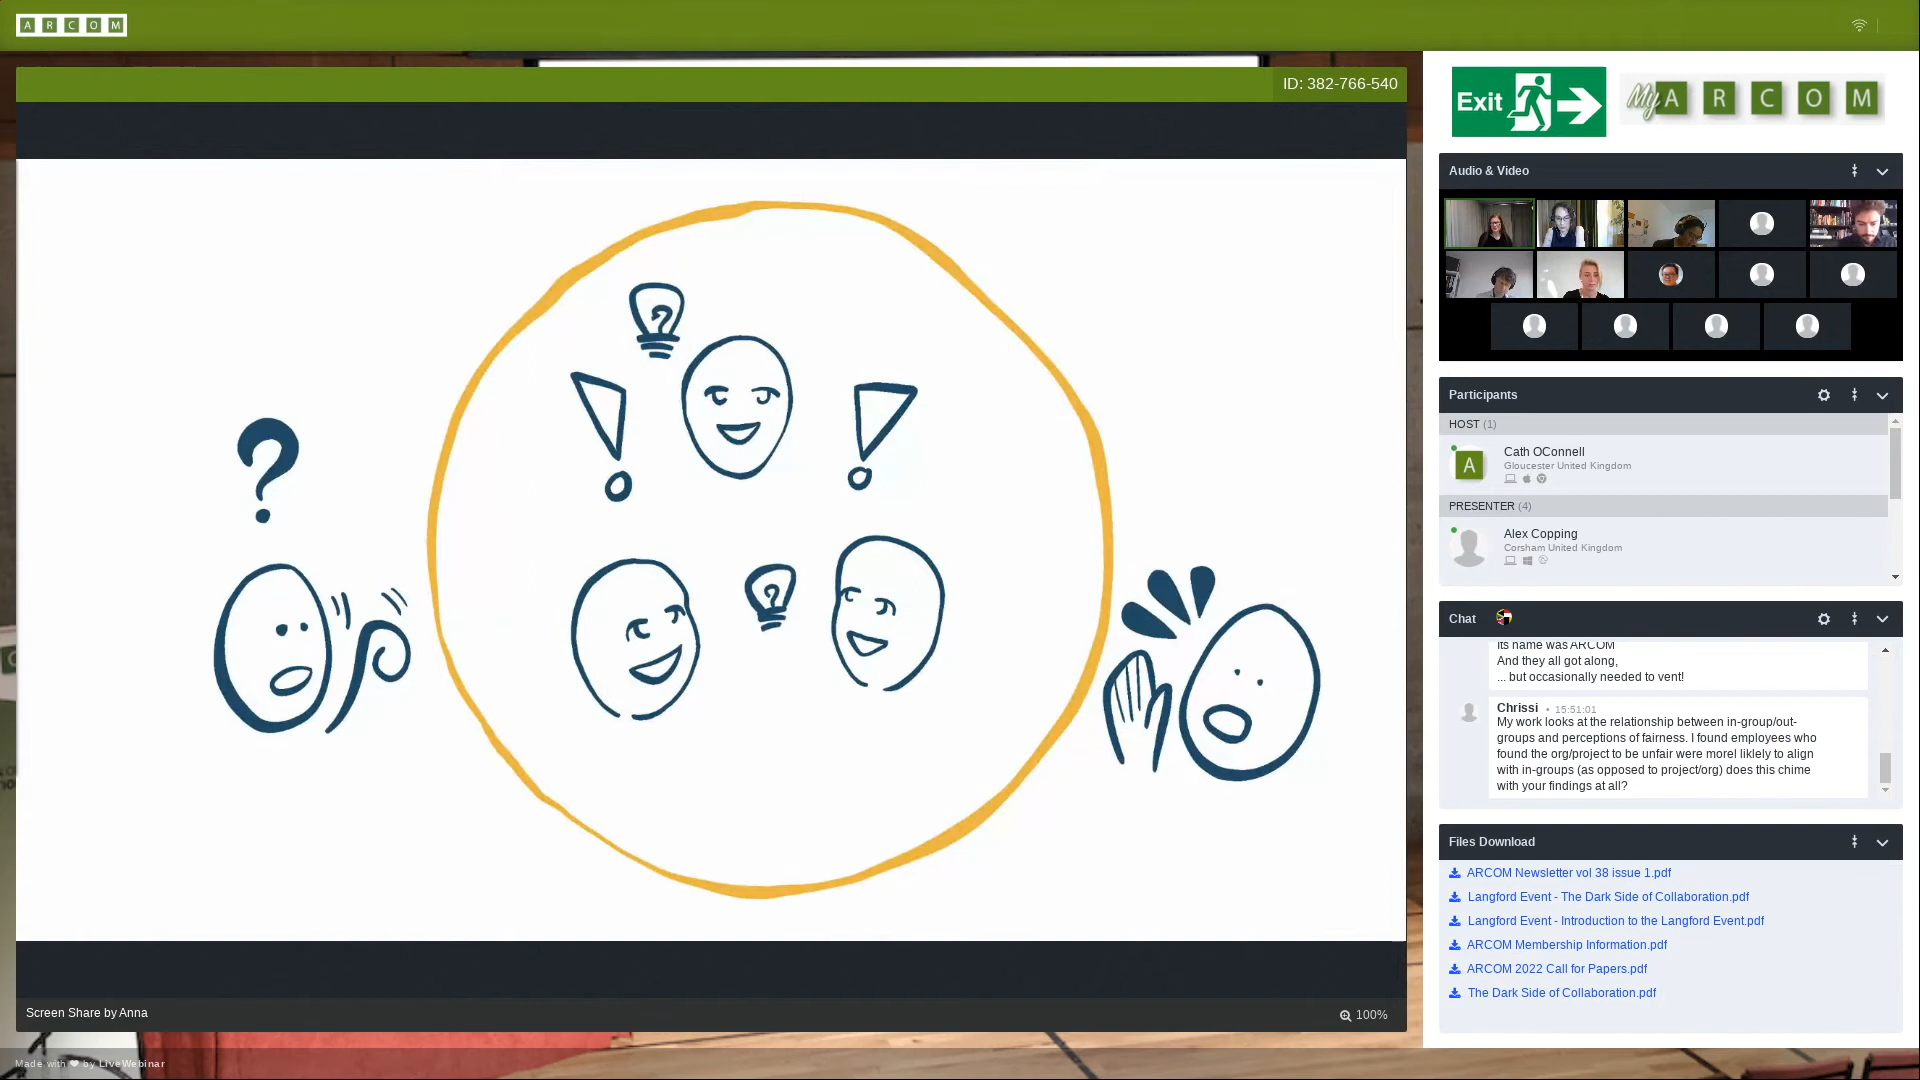 A R C O M
ID: 382-766-540
Exit
My A R C O M
Audio & Video
Participants
HOST (1)
A
Cath OConnell
Gloucester United Kingdom
PRESENTER (4)
Alex Copping
Corsham United Kingdom
Chat
Its name was ARCOM
And they all got along,
... but occasionally needed to vent!
Chrissi • 15:51:01
My work looks at the relationship between in-group/out-
groups and perceptions of fairness. I found employees who
found the org/project to be unfair were morel liklely to align
with in-groups (as opposed to project/org) does this chime
with your findings at all?
Files Download
ARCOM Newsletter vol 38 issue 1.pdf
Langford Event - The Dark Side of Collaboration.pdf
Langford Event - Introduction to the Langford Event.pdf
ARCOM Membership Information.pdf
ARCOM 2022 Call for Papers.pdf
The Dark Side of Collaboration.pdf
?
?
!
!
?
Screen Share by Anna
100%
Made with ❤ by LiveWebinar